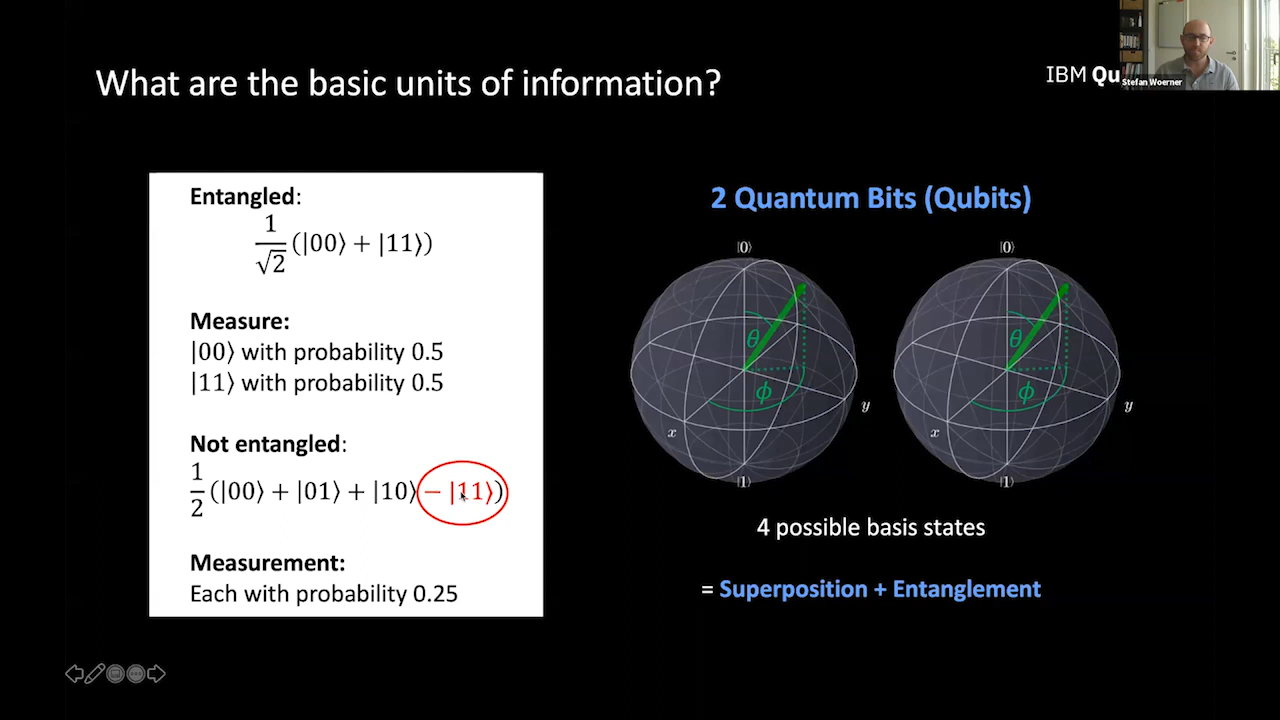 What are the basic units of information?
IBM Qu
Stefan Woerner
Entangled:
1/√2 (|00⟩ + |11⟩)
Measure:
|00⟩ with probability 0.5
|11⟩ with probability 0.5
Not entangled:
1/2 (|00⟩ + |01⟩ + |10⟩ − |11⟩)
Measurement:
Each with probability 0.25
2 Quantum Bits (Qubits)
|0⟩ |0⟩
θ θ
ϕ ϕ
x y x y
|1⟩ |1⟩
4 possible basis states
= Superposition + Entanglement